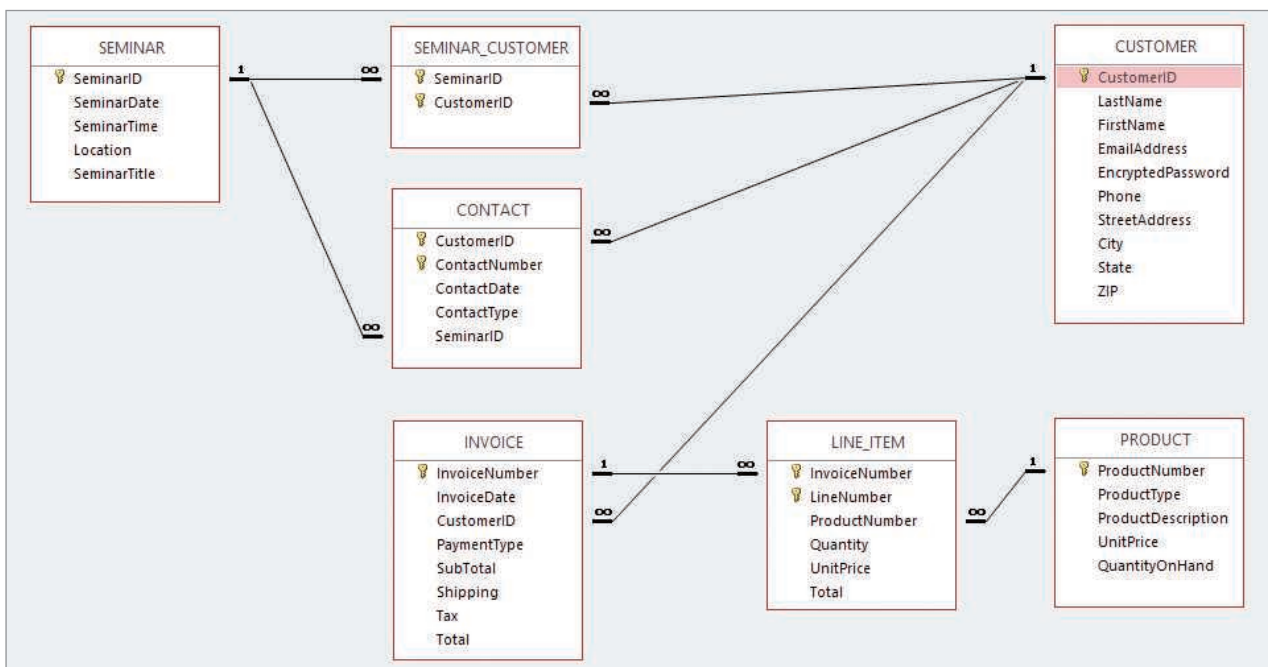 SEMINAR
SeminarID
SeminarDate
SeminarTime
Location
SeminarTitle
1
∞
∞
SEMINAR_CUSTOMER
SeminarID
CustomerID
∞
CONTACT
CustomerID
ContactNumber
ContactDate
ContactType
SeminarID
∞
1
CUSTOMER
CustomerID
LastName
FirstName
EmailAddress
EncryptedPassword
Phone
StreetAddress
City
State
ZIP
INVOICE
InvoiceNumber
InvoiceDate
CustomerID
PaymentType
SubTotal
Shipping
Tax
Total
1
∞
∞
LINE_ITEM
InvoiceNumber
LineNumber
ProductNumber
Quantity
UnitPrice
Total
∞
1
PRODUCT
ProductNumber
ProductType
ProductDescription
UnitPrice
QuantityOnHand